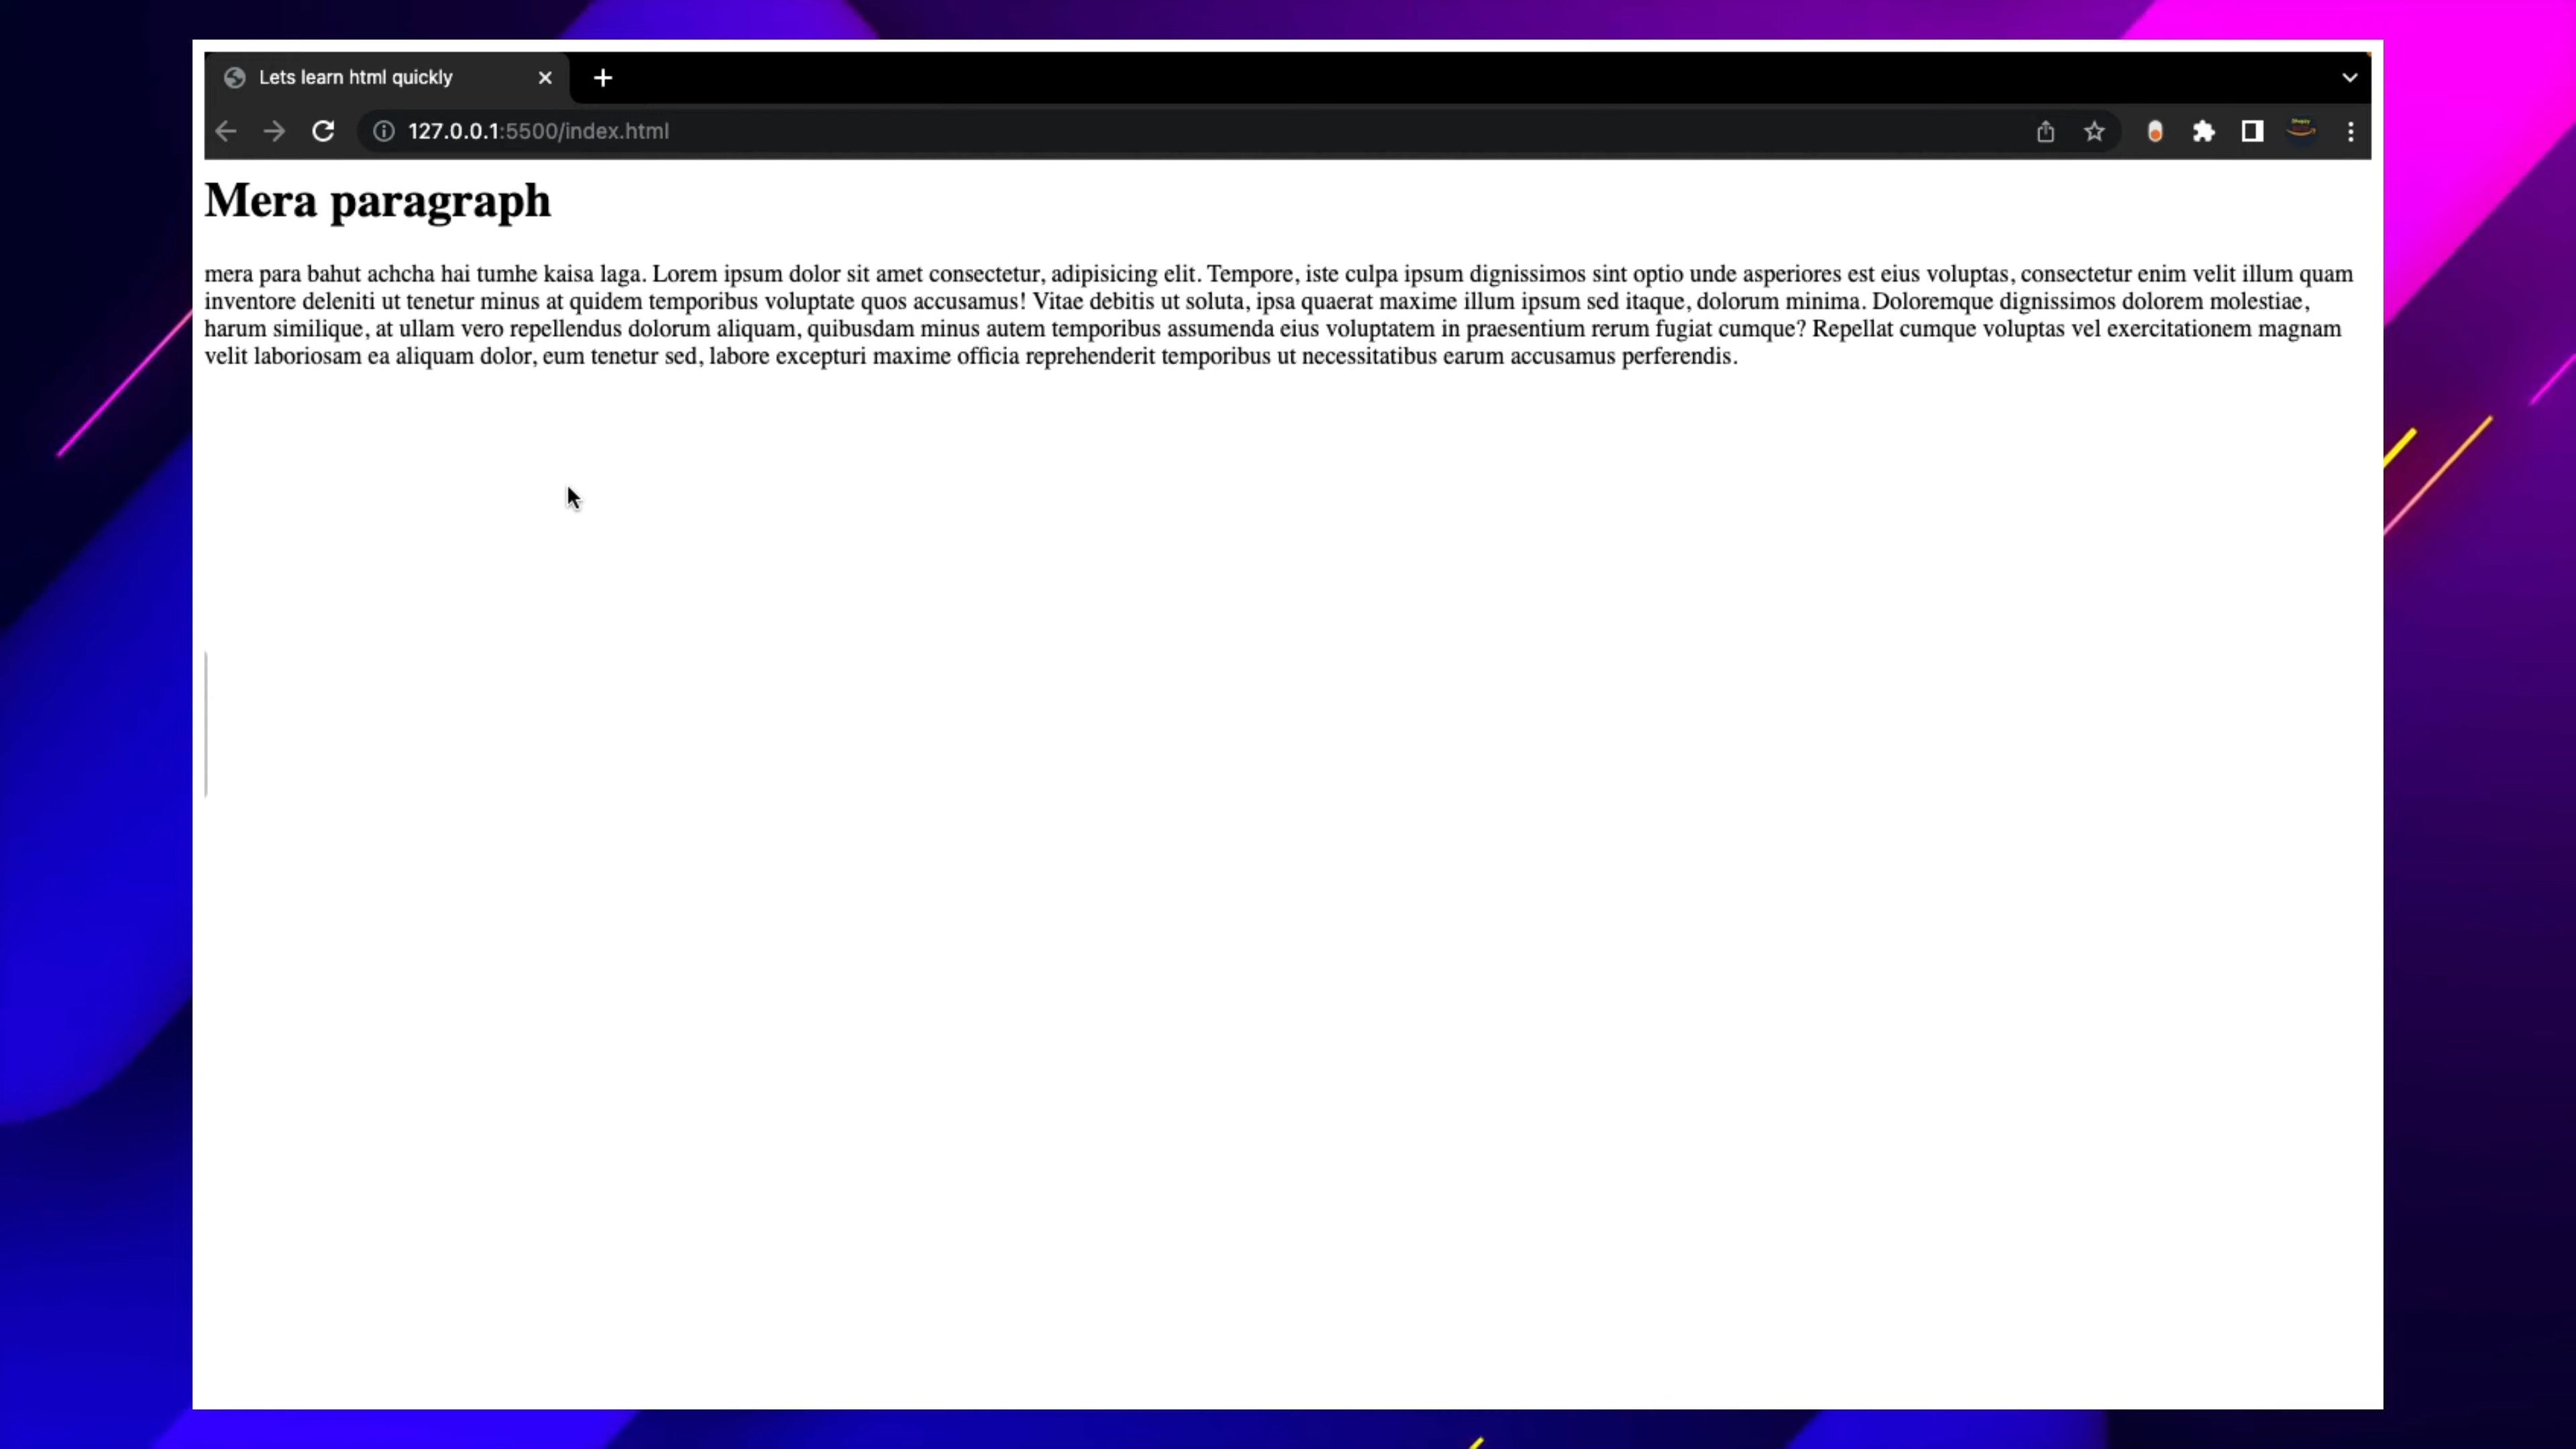 Lets learn html quickly
127.0.0.1:5500/index.html
Mera paragraph
mera para bahut achcha hai tumhe kaisa laga. Lorem ipsum dolor sit amet consectetur, adipisicing elit. Tempore, iste culpa ipsum dignissimos sint optio unde asperiores est eius voluptas, consectetur enim velit illum quam
inventore deleniti ut tenetur minus at quidem temporibus voluptate quos accusamus! Vitae debitis ut soluta, ipsa quaerat maxime illum ipsum sed itaque, dolorum minima. Doloremque dignissimos dolorem molestiae,
harum similique, at ullam vero repellendus dolorum aliquam, quibusdam minus autem temporibus assumenda eius voluptatem in praesentium rerum fugiat cumque? Repellat cumque voluptas vel exercitationem magnam
velit laboriosam ea aliquam dolor, eum tenetur sed, labore excepturi maxime officia reprehenderit temporibus ut necessitatibus earum accusamus perferendis.